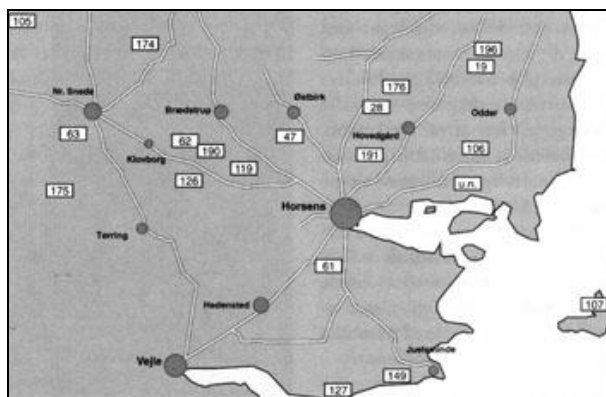 105
174
196
19
Nr. Snede
Brædstrup
Østbirk
176
28
Odder
63
Klovborg
62
190
47
Hovedgård
119
191
106
126
175
u.n.
Horsens
Tørring
61
Hedensted
107
Vejle
Juelsminde
149
127